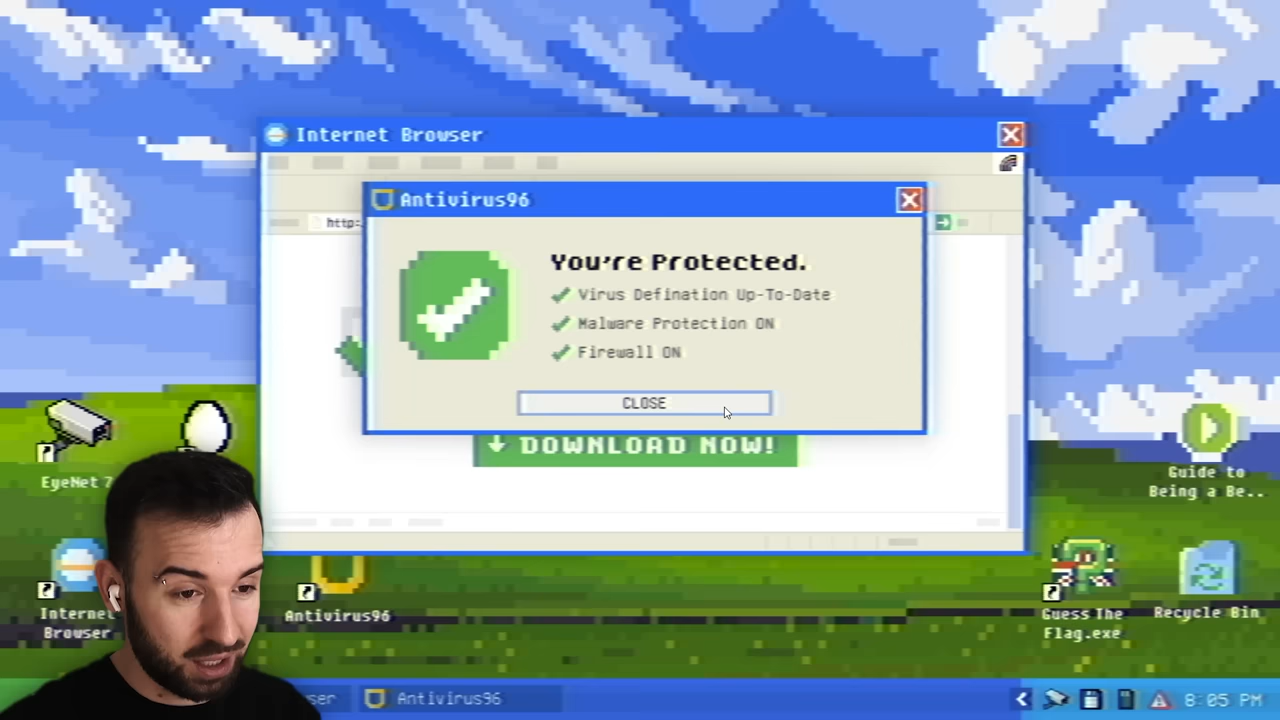 Internet Browser
Antivirus96
http:
You're Protected.
Virus Defination Up-To-Date
Malware Protection ON
Firewall ON
CLOSE
DOWNLOAD NOW!
EyeNet
Guide to
Being a Be..
Internet
Browser
Antivirus96
Guess The
Flag.exe
Recycle Bin
Antivirus96
8:05 PM